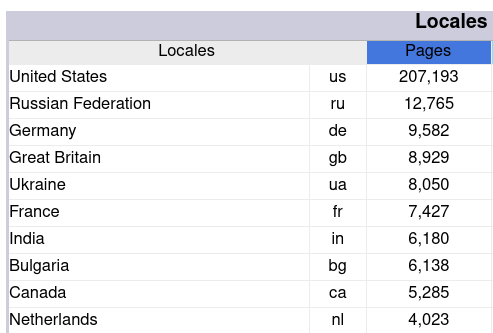 Locales
Locales Pages
United States us 207,193
Russian Federation ru 12,765
Germany de 9,582
Great Britain gb 8,929
Ukraine ua 8,050
France fr 7,427
India in 6,180
Bulgaria bg 6,138
Canada ca 5,285
Netherlands nl 4,023